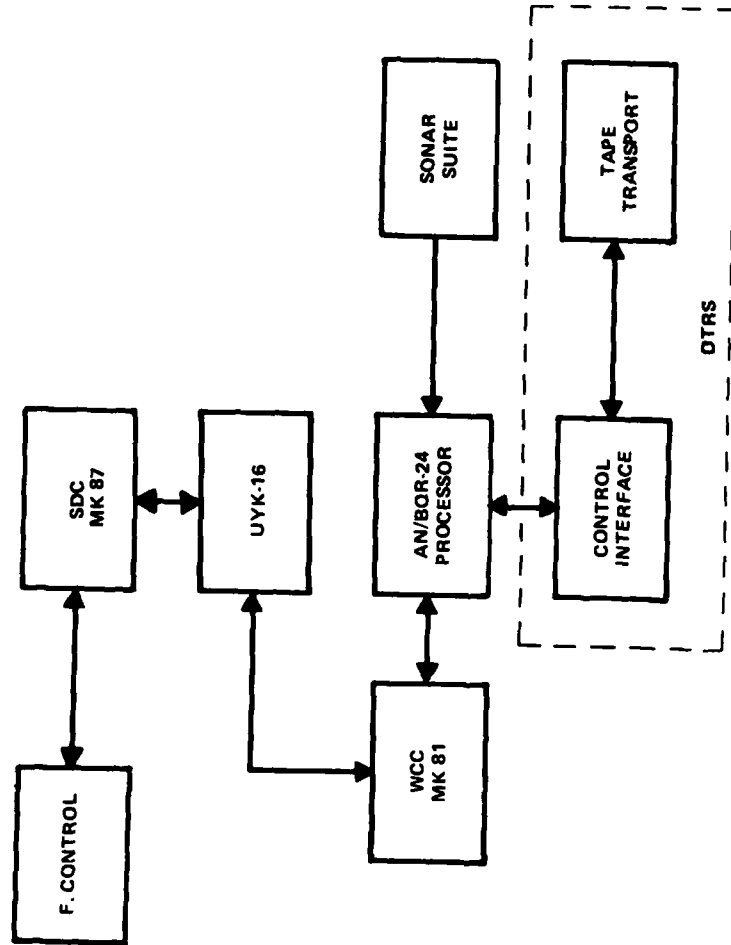 F. CONTROL
SDC
MK 87
UYK-16
WCC
MK 81
AN/BQR-24
PROCESSOR
SONAR
SUITE
CONTROL
INTERFACE
TAPE
TRANSPORT
DTRS